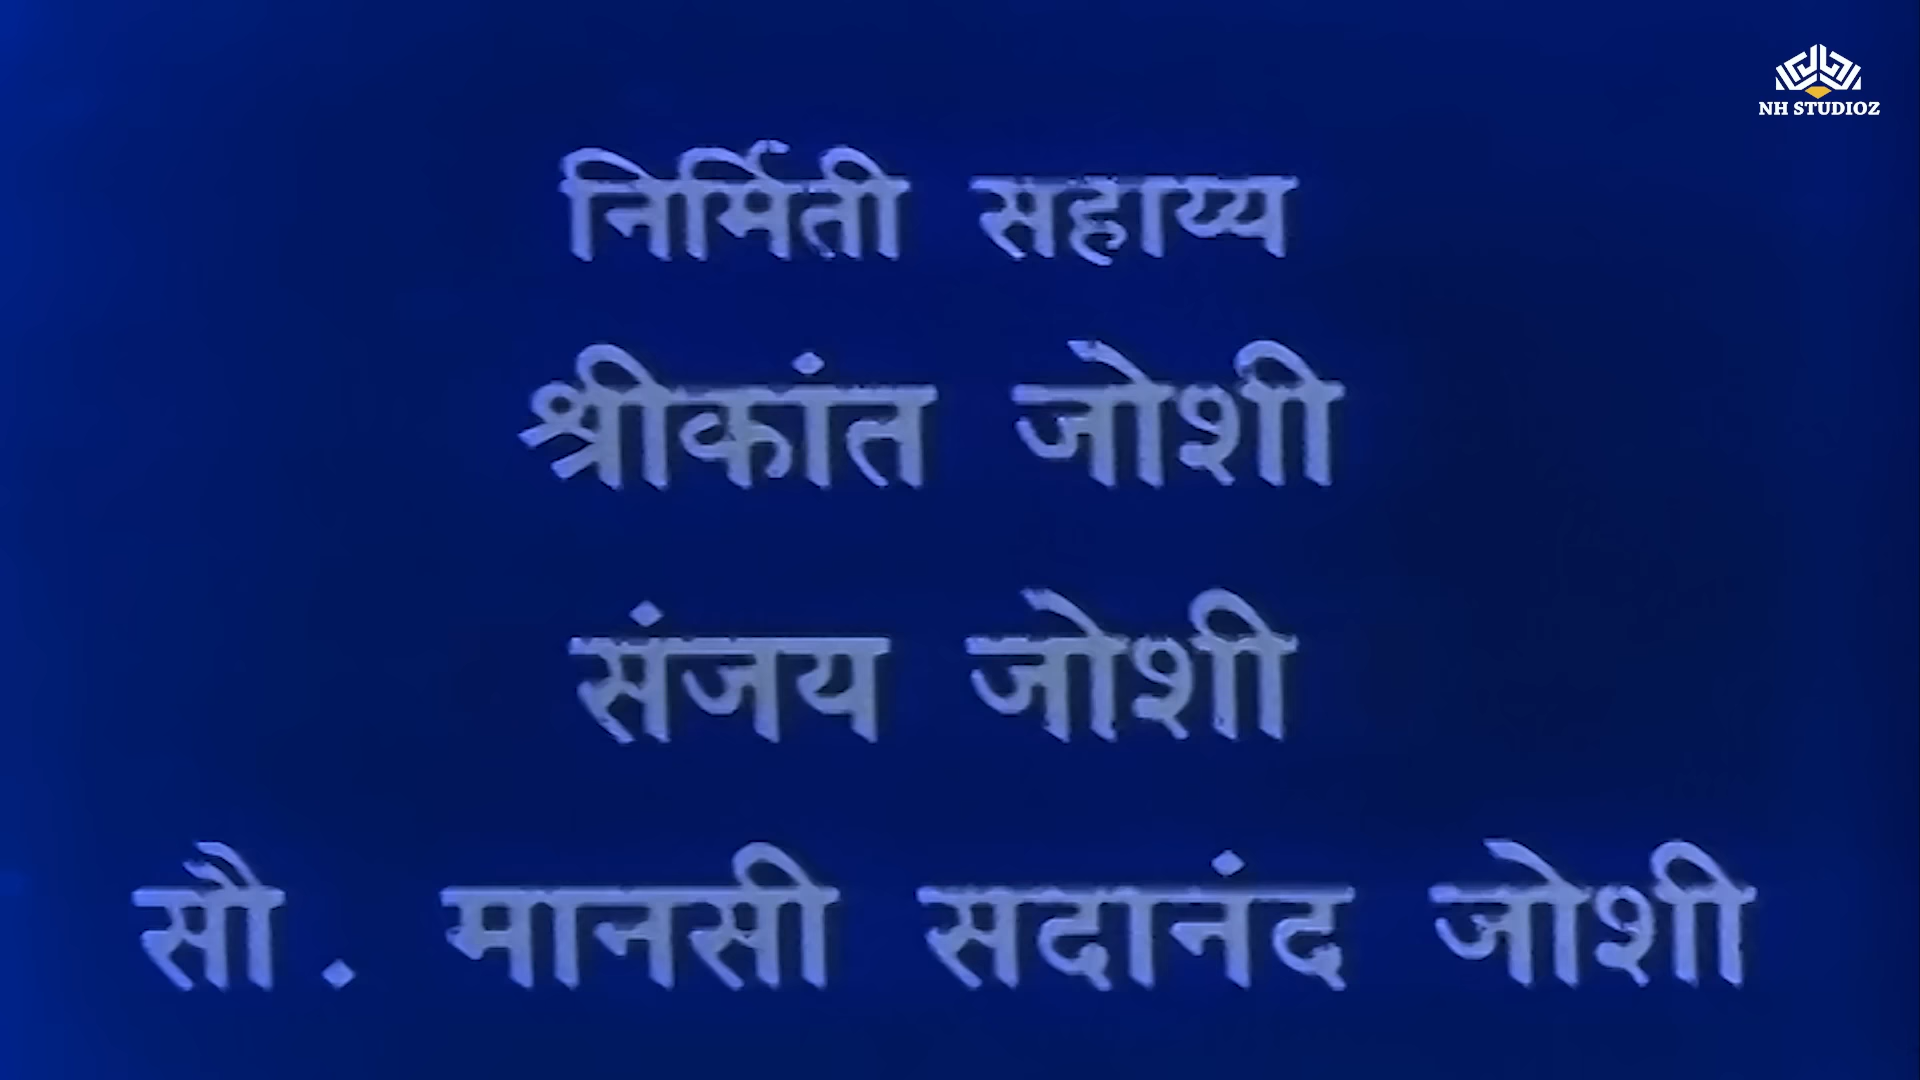 NH STUDIOZ
निर्मिती सहाय्य
श्रीकांत जोशी
संजय जोशी
सौ. मानसी सदानंद जोशी